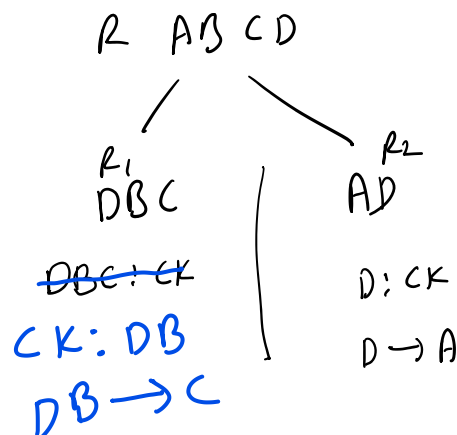 R ABCD
R1
DBC
DBC: CK
CK: DB
DB → C
R2
AD
D: CK
D → A